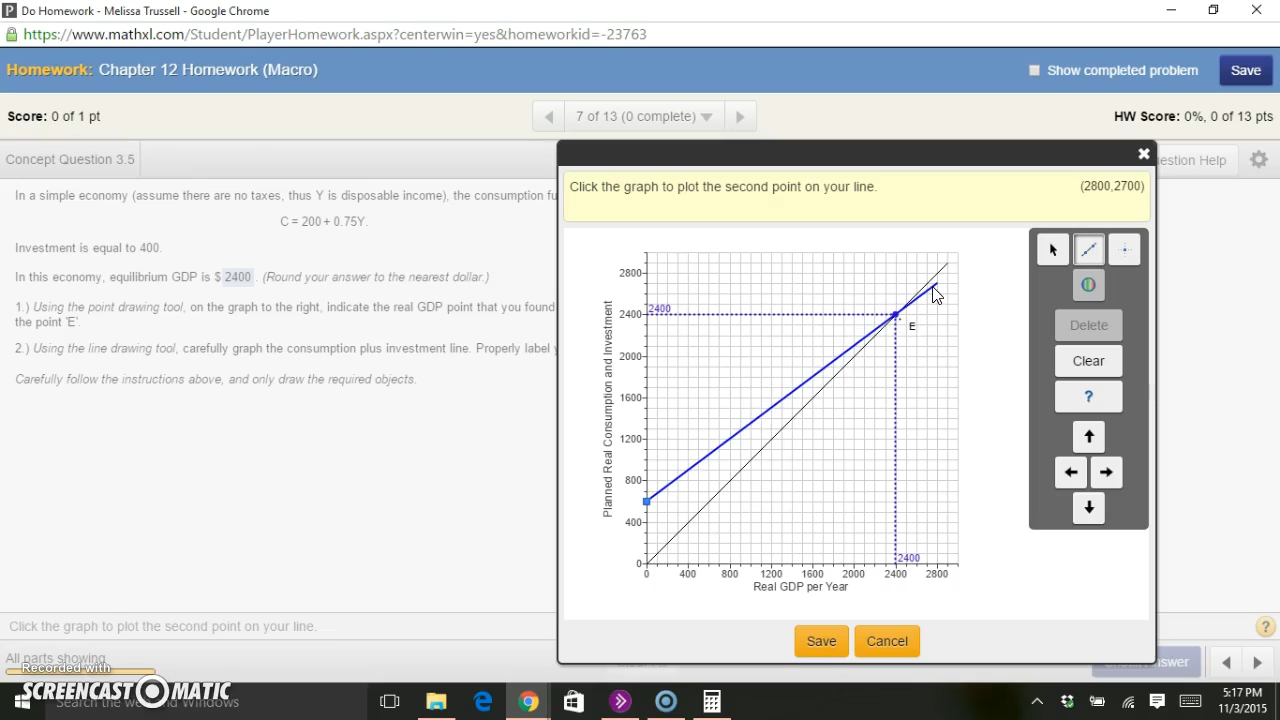 Do Homework - Melissa Trussell - Google Chrome
https://www.mathxl.com/Student/PlayerHomework.aspx?centerwin=yes&homeworkid=-23763
Homework: Chapter 12 Homework (Macro)
Show completed problem
Save
Score: 0 of 1 pt
7 of 13 (0 complete)
HW Score: 0%, 0 of 13 pts
Concept Question 3.5
estion Help
In a simple economy (assume there are no taxes, thus Y is disposable income), the consumption fu
C = 200 + 0.75Y.
Investment is equal to 400.
In this economy, equilibrium GDP is $ 2400 . (Round your answer to the nearest dollar.)
1.) Using the point drawing tool, on the graph to the right, indicate the real GDP point that you found
the point 'E'
2.) Using the line drawing tool, carefully graph the consumption plus investment line. Properly label y
Carefully follow the instructions above, and only draw the required objects.
Click the graph to plot the second point on your line.
(2800,2700)
Planned Real Consumption and Investment
2800
2400
2000
1600
1200
800
400
0
2400
E
2400
0
400
800
1200
1600
2000
2400
2800
Real GDP per Year
Delete
Clear
?
Save
Cancel
Click the graph to plot the second point on your line.
?
All parts showing
Recorded with
SCREENCAST MATIC
Search the web and Windows
5:17 PM
11/3/2015